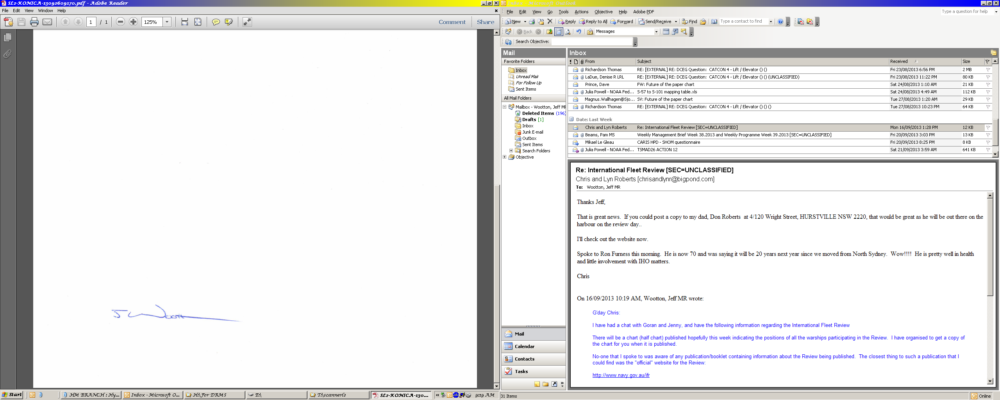 SL2-KONICA-13092609170.pdf - Adobe Reader
File Edit View Window Help
1 / 1 125% Comment Share
J Wootton
Start HM BRANCH : Hy... Inbox - Microsoft O... H:\For DRMS E:\ T:\scanner\2 SL2-KONICA-130... 9:19 AM
Inbox - Microsoft Outlook
File Edit View Go Tools Actions Objective Help Adobe PDF Type a question for help
New Reply Reply to All Forward Send/Receive Find Type a contact to find
Back Messages
Search Objective:
Mail
Favorite Folders
Inbox
Unread Mail
For Follow Up
Sent Items
All Mail Folders
Mailbox - Wootton, Jeff MR
Deleted Items (196)
Drafts [1]
Inbox
Junk E-mail
Outbox
Sent Items
Search Folders
Objective
Mail
Calendar
Contacts
Tasks
Inbox
From Subject Received Size
Richardson Thomas RE: [EXTERNAL] RE: DCEG Question: CATCON 4 - Lift / Elevator () () Fri 23/08/2013 6:56 PM 2 MB
LaDue, Denise R LRL RE: [EXTERNAL] RE: DCEG Question: CATCON 4 - Lift / Elevator () () (UNCLASSIFIED) Fri 23/08/2013 11:22 PM 80 KB
Prince, Dave FW: Future of the paper chart Sat 24/08/2013 1:10 AM 21 KB
Julia Powell - NOAA Fed... S-57 to S-101 mapping table.xls Sat 24/08/2013 4:49 AM 112 KB
Magnus.Wallhagen@Sjo... SV: Future of the paper chart Tue 27/08/2013 1:20 AM 29 KB
Richardson Thomas RE: [EXTERNAL] RE: DCEG Question: CATCON 4 - Lift / Elevator () () () Tue 27/08/2013 10:23 PM 64 KB
Date: Last Week
Chris and Lyn Roberts Re: International Fleet Review [SEC=UNCLASSIFIED] Mon 16/09/2013 1:28 PM 12 KB
Beams, Pam MS Weekly Management Brief Week 38.2013 and Weekly Programme Week 39.2013 [SEC=UNCLASSIFIED] Fri 20/09/2013 3:03 PM 13 KB
Mikael Le Gleau CARIS HPD - SHOM questionnaire Fri 20/09/2013 8:25 PM 8 KB
Julia Powell - NOAA Fed... TSMAD26 ACTION 12 Sat 21/09/2013 3:59 AM 641 KB
Re: International Fleet Review [SEC=UNCLASSIFIED]
Chris and Lyn Roberts [chrisandlynr@bigpond.com]
To: Wootton, Jeff MR
Thanks Jeff,
That is great news.  If you could post a copy to my dad, Don Roberts  at 4/120 Wright Street, HURSTVILLE NSW 2220, that would be great as he will be out there on the
harbour on the review day..
I'll check out the website now.
Spoke to Ron Furness this morning.  He is now 70 and was saying it will be 20 years next year since we moved from North Sydney.  Wow!!!!  He is pretty well in health
and little involvement with IHO matters.
Chris
On 16/09/2013 10:19 AM, Wootton, Jeff MR wrote:
G'day Chris:
I have had a chat with Goran and Jenny, and have the following information regarding the International Fleet Review
There will be a chart (half chart) published hopefully this week indicating the positions of all the warships participating in the Review.  I have organised to get a copy of
the chart for you when it is published.
No-one that I spoke to was aware of any publication/booklet containing information about the Review being published.  The closest thing to such a publication that I
could find was the "official" website for the Review:
http://www.navy.gov.au/ifr
31 Items Online